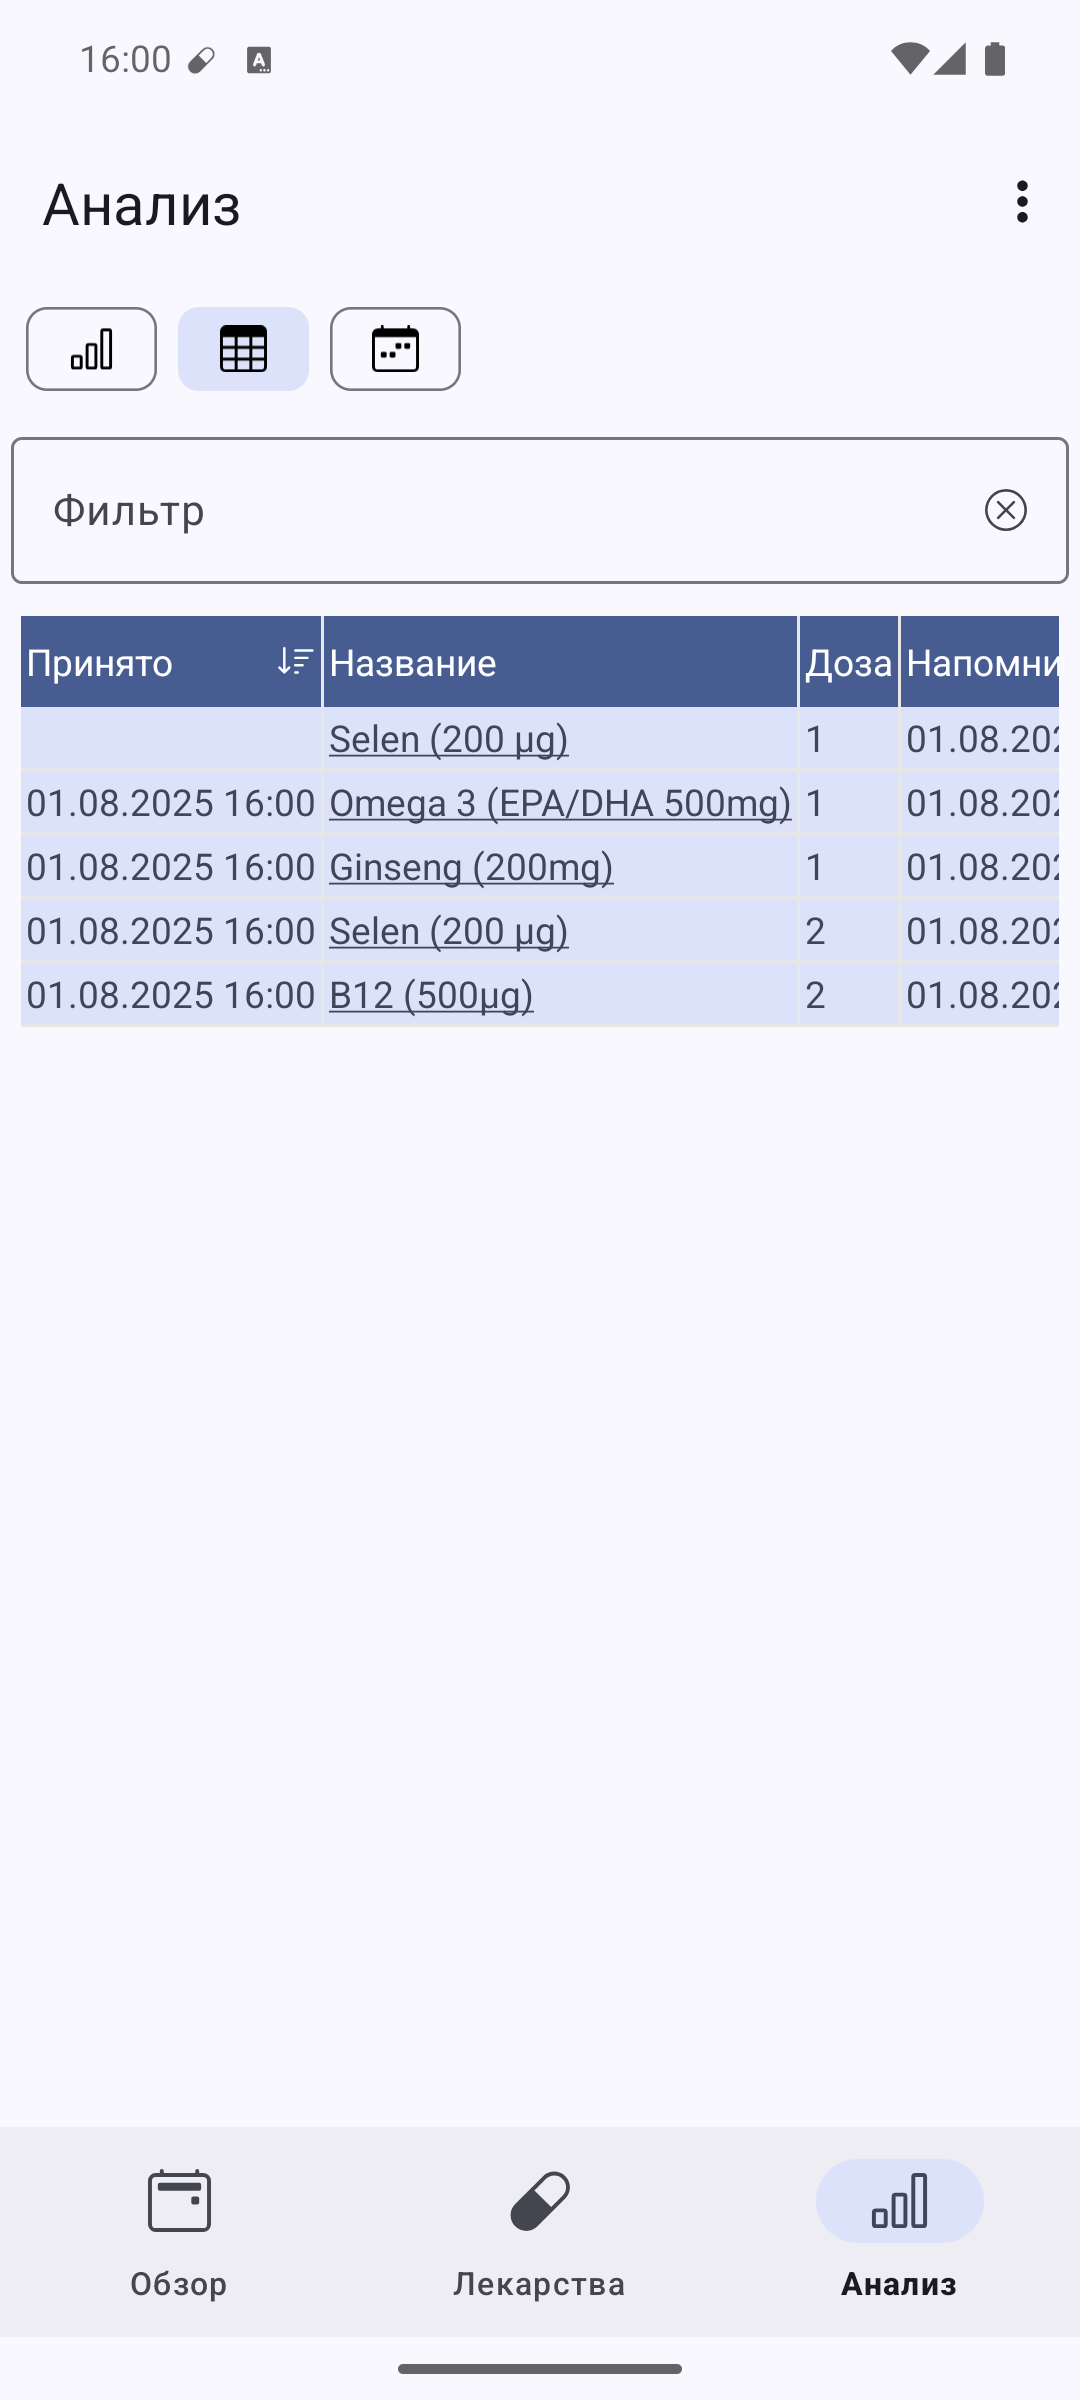 16:00
Анализ
Фильтр
Принято Название Доза Напомни
Selen (200 µg) 1 01.08.202
01.08.2025 16:00 Omega 3 (EPA/DHA 500mg) 1 01.08.202
01.08.2025 16:00 Ginseng (200mg) 1 01.08.202
01.08.2025 16:00 Selen (200 µg) 2 01.08.202
01.08.2025 16:00 B12 (500µg) 2 01.08.202
Обзор Лекарства Анализ